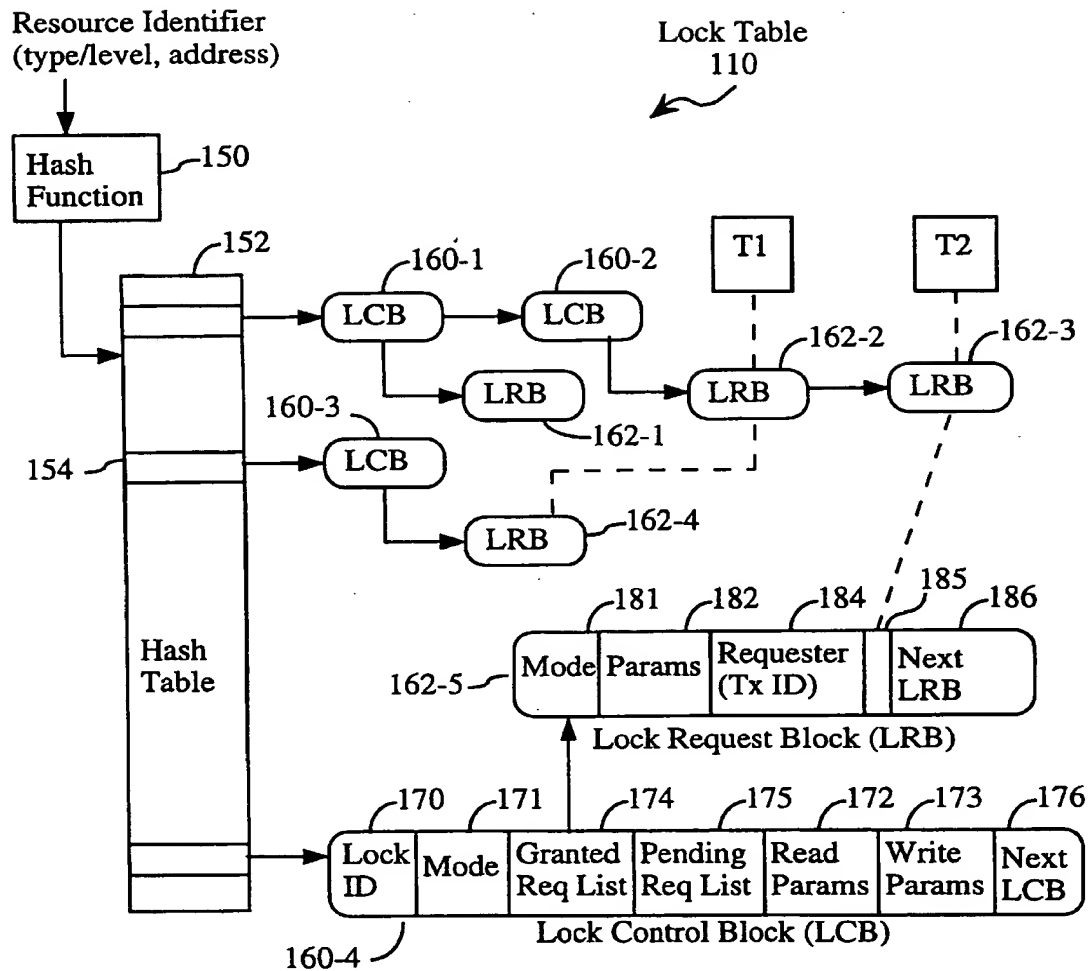 Resource Identifier
(type/level, address)
Lock Table
110
Hash
Function
150
152
160-1
160-2
T1
T2
LCB
LCB
162-2
162-3
LRB
LRB
LRB
160-3
162-1
154
LCB
LRB
162-4
181
182
184
185
186
Hash
Table
162-5
Mode
Params
Requester
(Tx ID)
Next
LRB
Lock Request Block (LRB)
170
171
174
175
172
173
176
Lock
ID
Mode
Granted
Req List
Pending
Req List
Read
Params
Write
Params
Next
LCB
Lock Control Block (LCB)
160-4